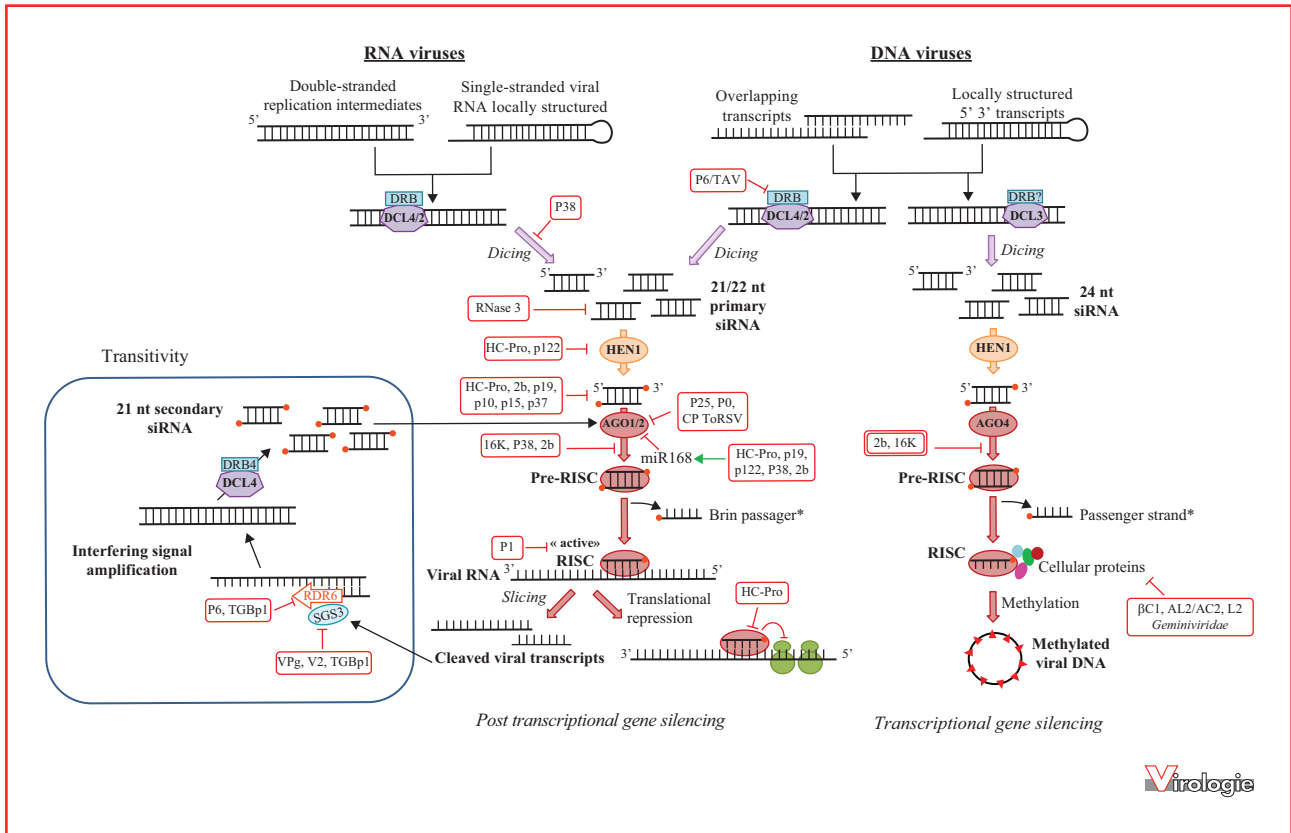 RNA viruses
DNA viruses
Double-stranded
replication intermediates
5’ 3’
Single-stranded viral
RNA locally structured
Overlapping
transcripts
Locally structured
5’ 3’ transcripts
DRB
DCL4/2
P38
Dicing
P6/TAV
DRB
DCL4/2
Dicing
DRB?
DCL3
Dicing
5’ 3’
21/22 nt
primary
siRNA
RNase 3
5’ 3’
24 nt
siRNA
HC-Pro, p122
HEN1
HEN1
HC-Pro, 2b, p19,
p10, p15, p37
5’ 3’
5’ 3’
AGO1/2
P25, P0,
CP ToRSV
AGO4
16K, P38, 2b
miR168
HC-Pro, p19,
p122, P38, 2b
2b, 16K
Pre-RISC
Pre-RISC
Brin passager*
Passenger strand*
P1
« active»
RISC
Viral RNA
3’ 5’
RISC
Cellular proteins
Slicing
Translational
repression
HC-Pro
Methylation
βC1, AL2/AC2, L2
Geminiviridae
Cleaved viral transcripts
3’ 5’
Methylated
viral DNA
Transitivity
21 nt secondary
siRNA
DRB4
DCL4
Interfering signal
amplification
P6, TGBp1
RDR6
SGS3
VPg, V2, TGBp1
Post transcriptional gene silencing
Transcriptional gene silencing
Virologie